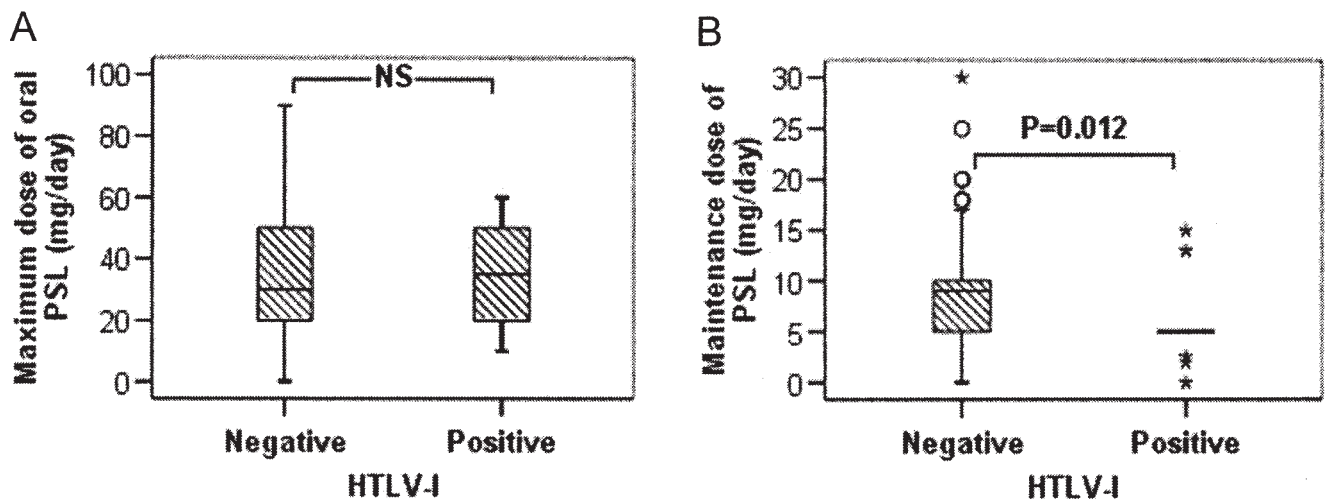 A
Maximum dose of oral
PSL (mg/day)
100
80
60
40
20
0
NS
Negative
Positive
HTLV-I
B
Maintenance dose of
PSL (mg/day)
30
25
20
15
10
5
0
P=0.012
Negative
Positive
HTLV-I